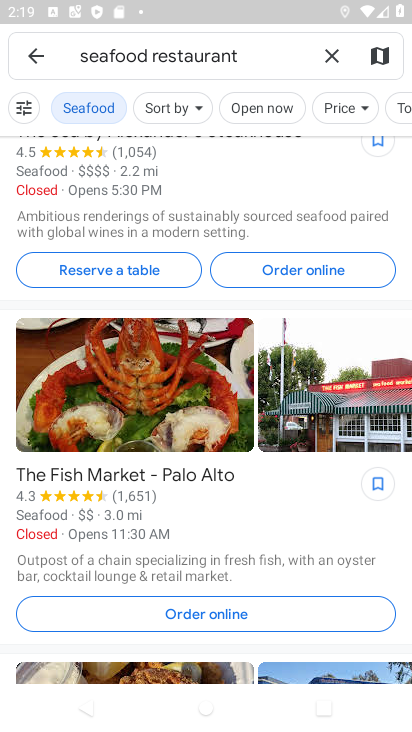 2:19
seafood restaurant
Seafood
Sort by
Open now
Price
To
The Sea by Alexander's Steakhouse
4.5 (1,054)
Seafood · $$$$ · 2.2 mi
Closed · Opens 5:30 PM
Ambitious renderings of sustainably sourced seafood paired
with global wines in a modern setting.
Reserve a table
Order online
THE FISH MARKET
The Fish Market - Palo Alto
4.3 (1,651)
Seafood · $$ · 3.0 mi
Closed · Opens 11:30 AM
Outpost of a chain specializing in fresh fish, with an oyster
bar, cocktail lounge & retail market.
Order online